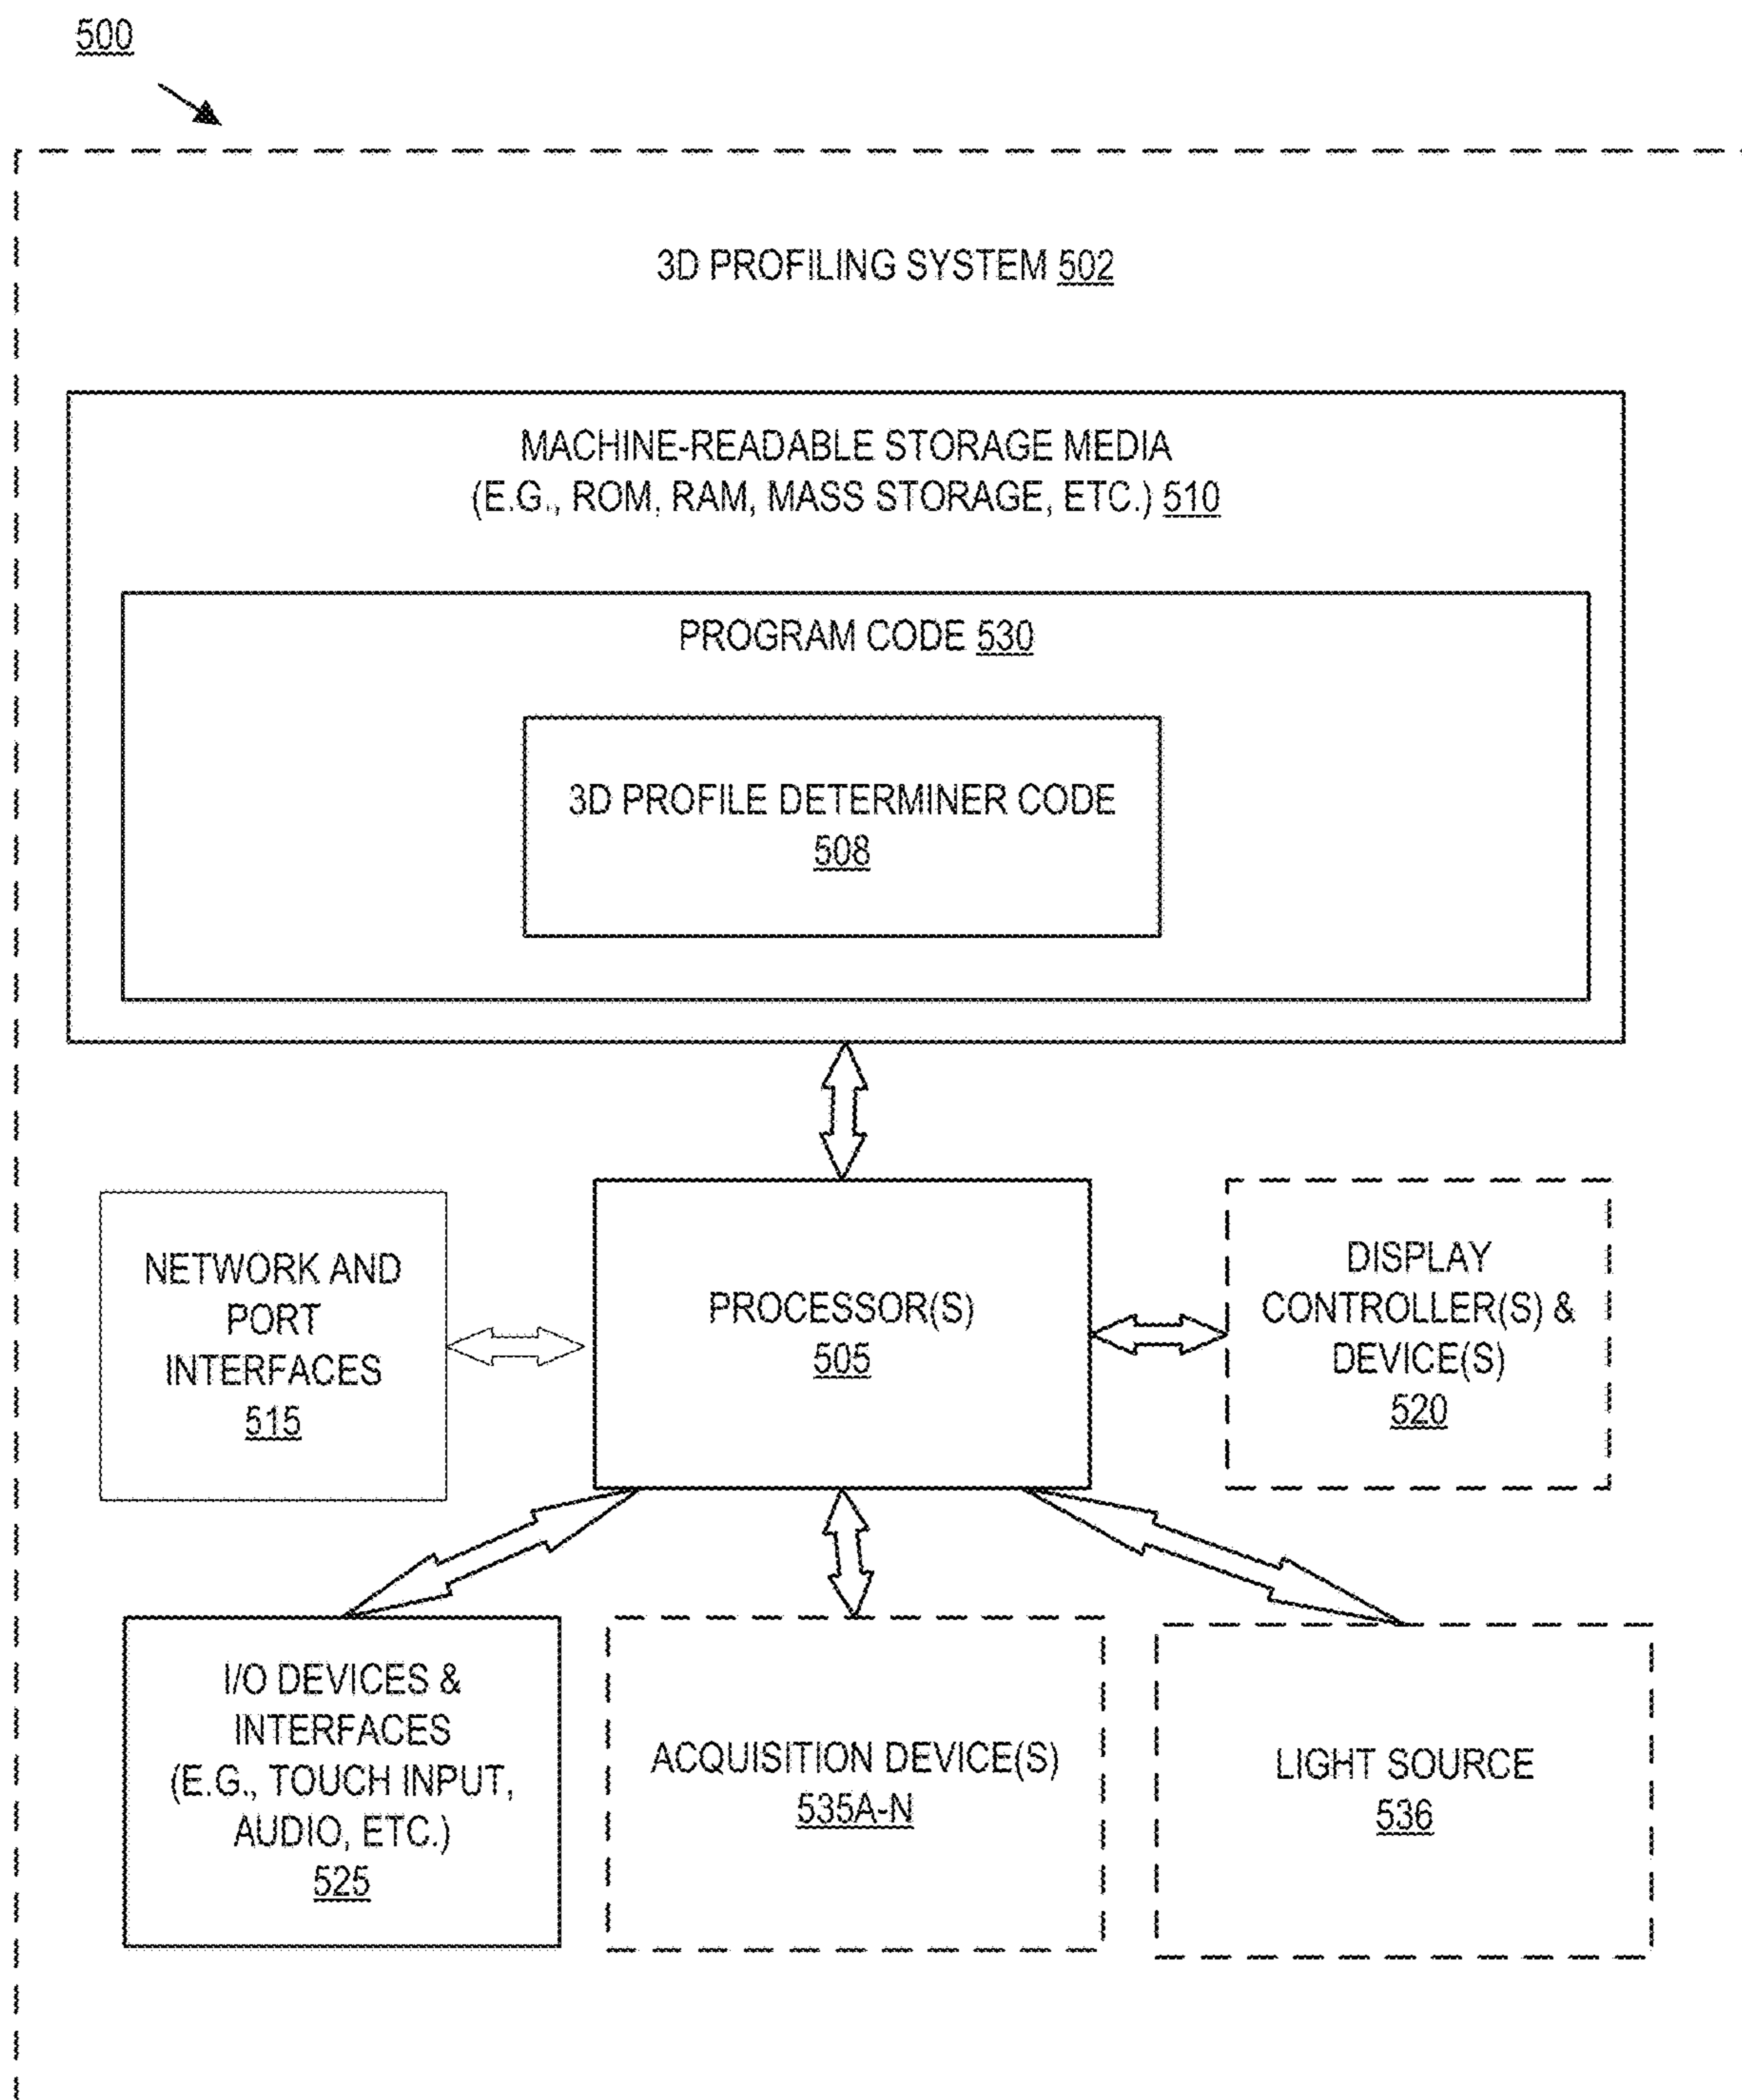 500
3D PROFILING SYSTEM 502
MACHINE-READABLE STORAGE MEDIA
(E.G., ROM, RAM, MASS STORAGE, ETC.) 510
PROGRAM CODE 530
3D PROFILE DETERMINER CODE
508
NETWORK AND
PORT
INTERFACES
515
PROCESSOR(S)
505
DISPLAY
CONTROLLER(S) &
DEVICE(S)
520
I/O DEVICES &
INTERFACES
(E.G., TOUCH INPUT,
AUDIO, ETC.)
525
ACQUISITION DEVICE(S)
535A-N
LIGHT SOURCE
536